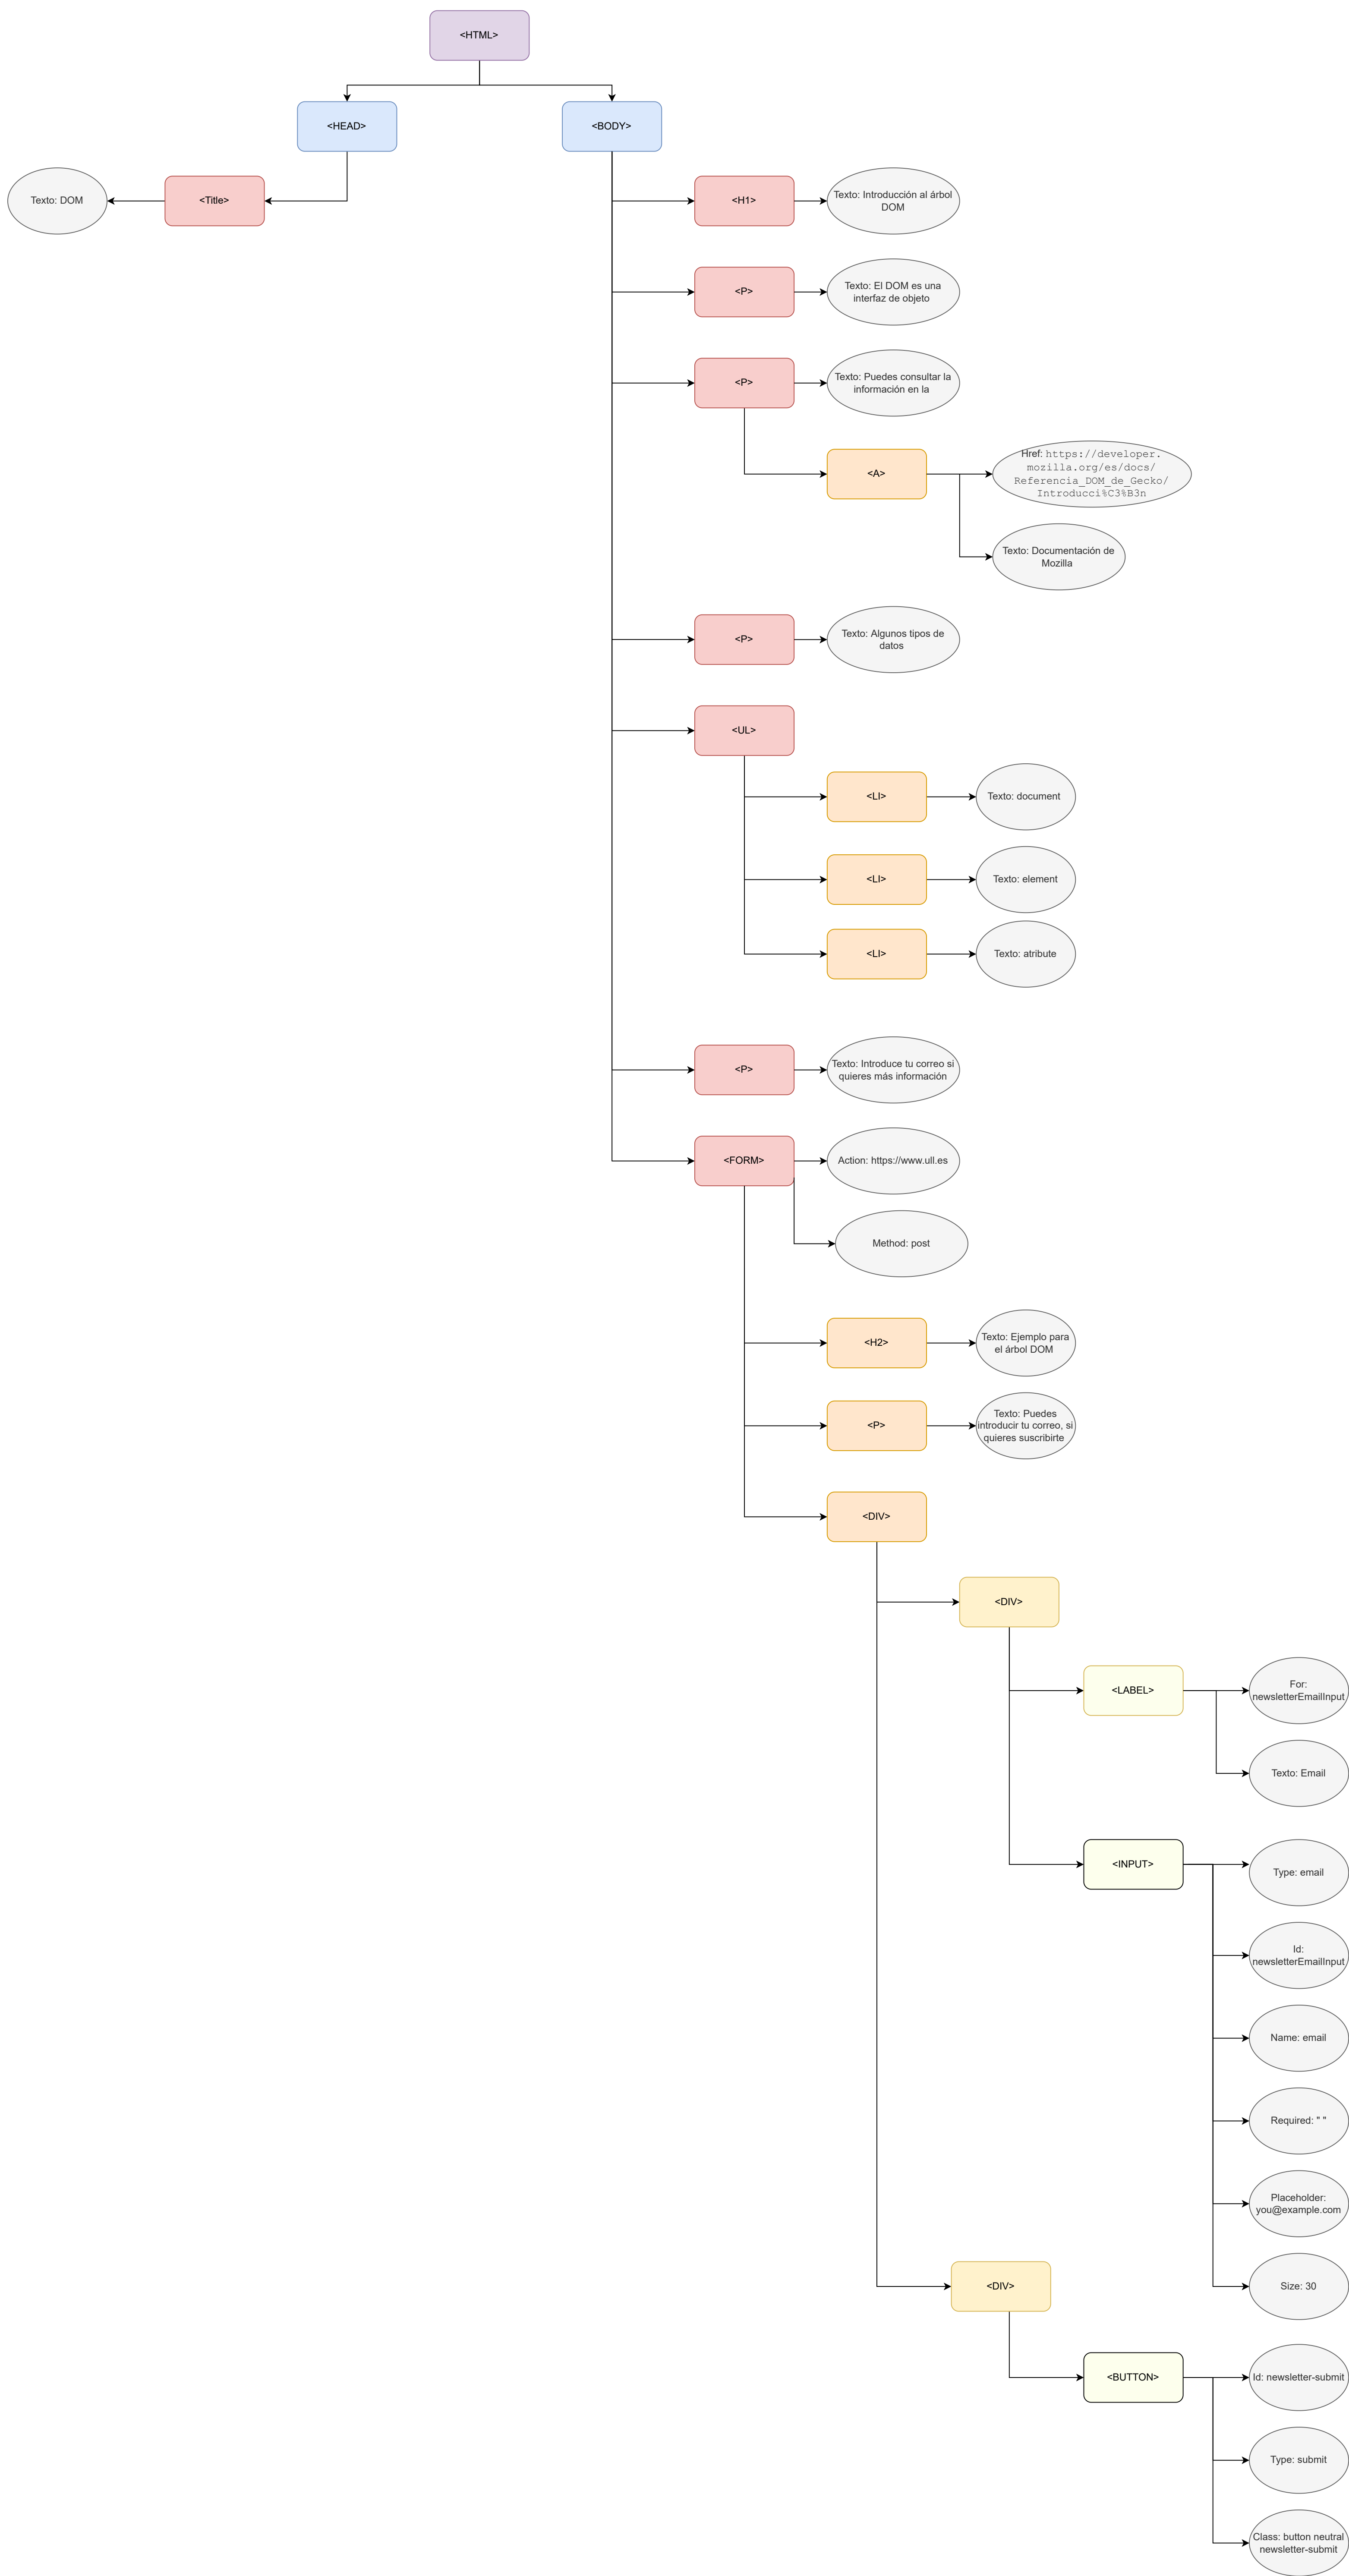 <HTML>
<HEAD>
<BODY>
Texto: DOM
<Title>
<H1>
Texto: Introducción al árbol
DOM
<P>
Texto: El DOM es una
interfaz de objeto
<P>
Texto: Puedes consultar la
información en la
<A>
Href: https://developer.
mozilla.org/es/docs/
Referencia_DOM_de_Gecko/
Introducci%C3%B3n
Texto: Documentación de
Mozilla
<P>
Texto: Algunos tipos de
datos
<UL>
<LI>
Texto: document
<LI>
Texto: element
<LI>
Texto: atribute
<P>
Texto: Introduce tu correo si
quieres más información
<FORM>
Action: https://www.ull.es
Method: post
<H2>
Texto: Ejemplo para
el árbol DOM
<P>
Texto: Puedes
introducir tu correo, si
quieres suscribirte
<DIV>
<DIV>
<LABEL>
For:
newsletterEmailInput
Texto: Email
<INPUT>
Type: email
Id:
newsletterEmailInput
Name: email
Required: " "
Placeholder:
you@example.com
<DIV>
Size: 30
<BUTTON>
Id: newsletter-submit
Type: submit
Class: button neutral
newsletter-submit